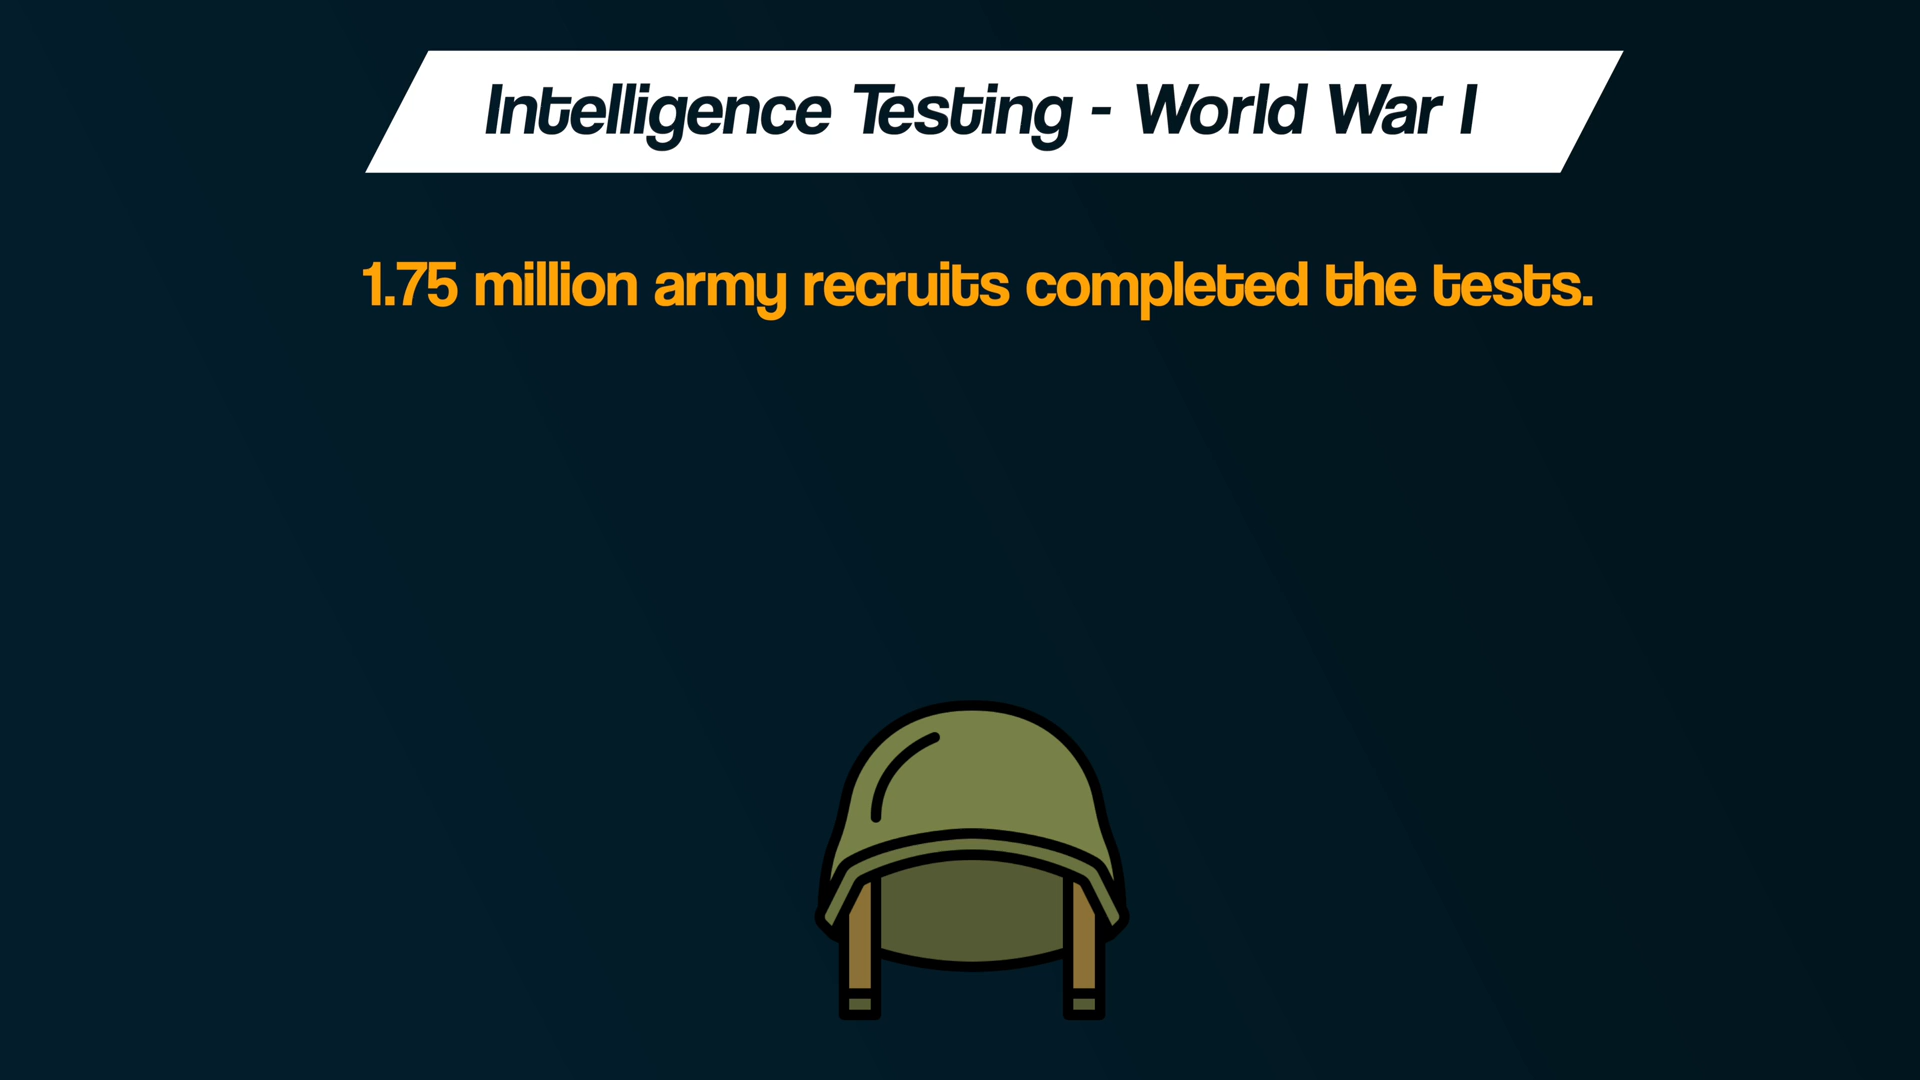 Intelligence Testing - World War I
1.75 million army recruits completed the tests.